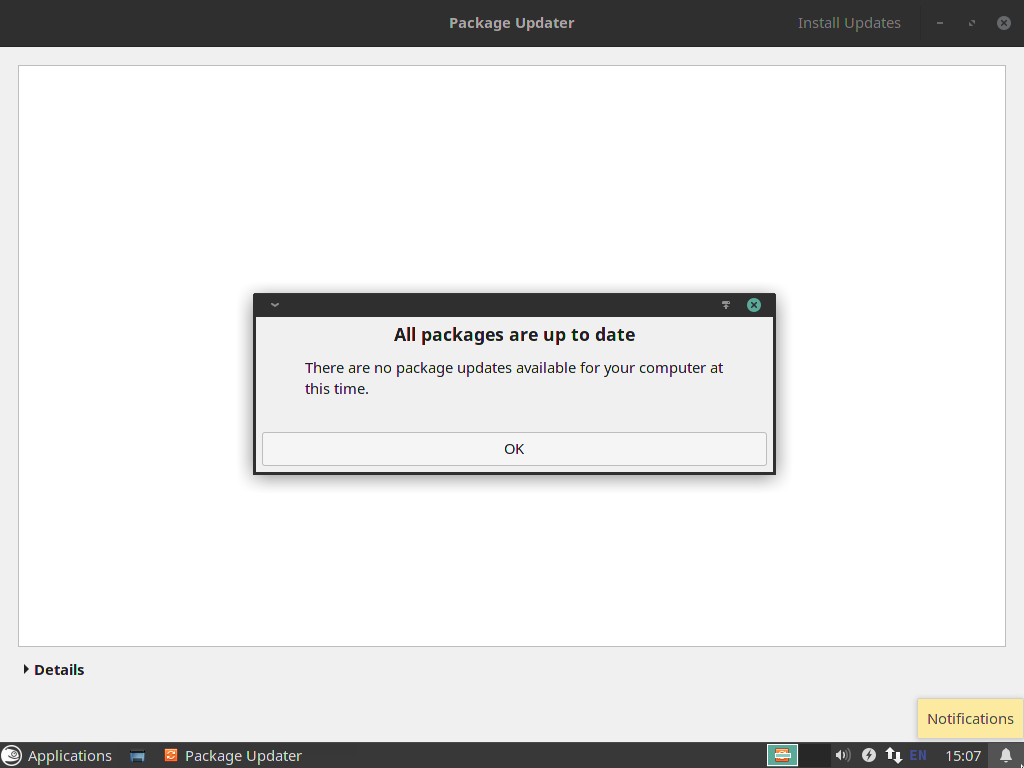 Package Updater
Install Updates
All packages are up to date
There are no package updates available for your computer at
this time.
OK
Details
Notifications
Applications
Package Updater
EN
15:07